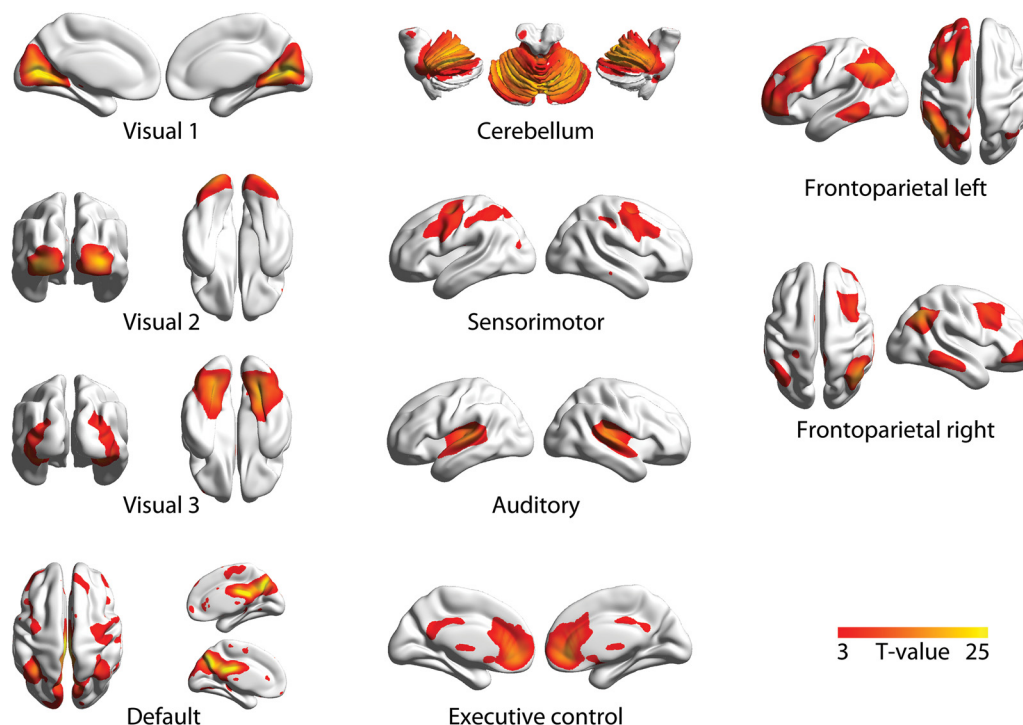 Visual 1
Cerebellum
Frontoparietal left
Visual 2
Sensorimotor
Frontoparietal right
Visual 3
Auditory
3 T-value 25
Default
Executive control